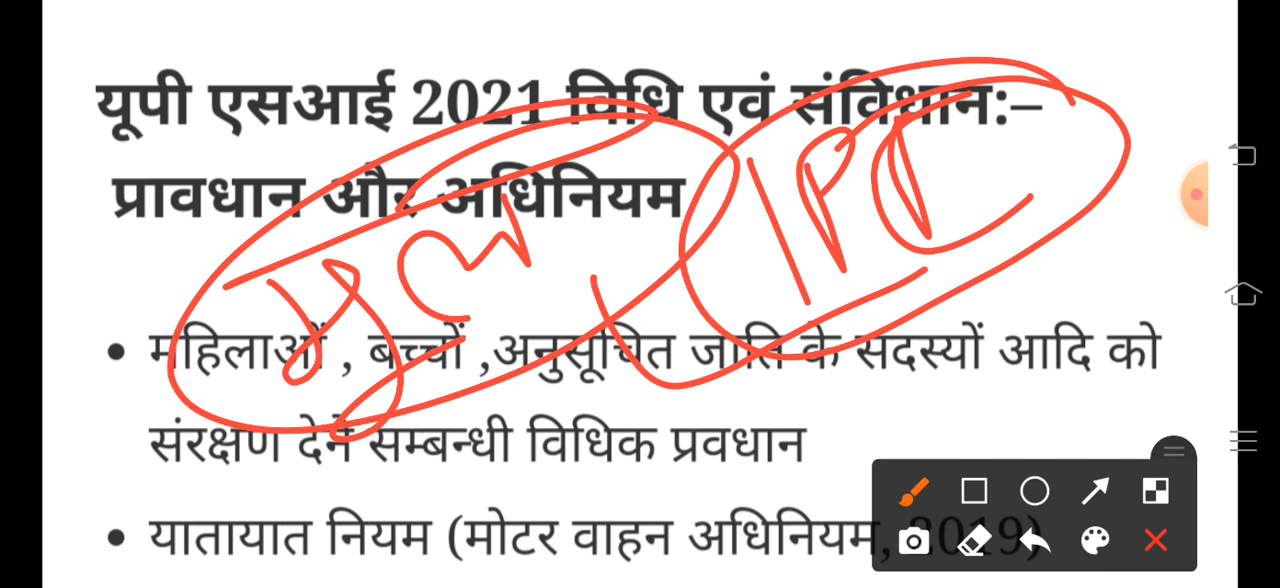 यूपी एसआई 2021 विधि एवं संविधान:–
प्रावधान और अधिनियम
IPC
• महिलाओं , बच्चों ,अनुसूचित जाति के सदस्यों आदि को
संरक्षण देनें सम्बन्धी विधिक प्रवधान
• यातायात नियम (मोटर वाहन अधिनियम, 2019)